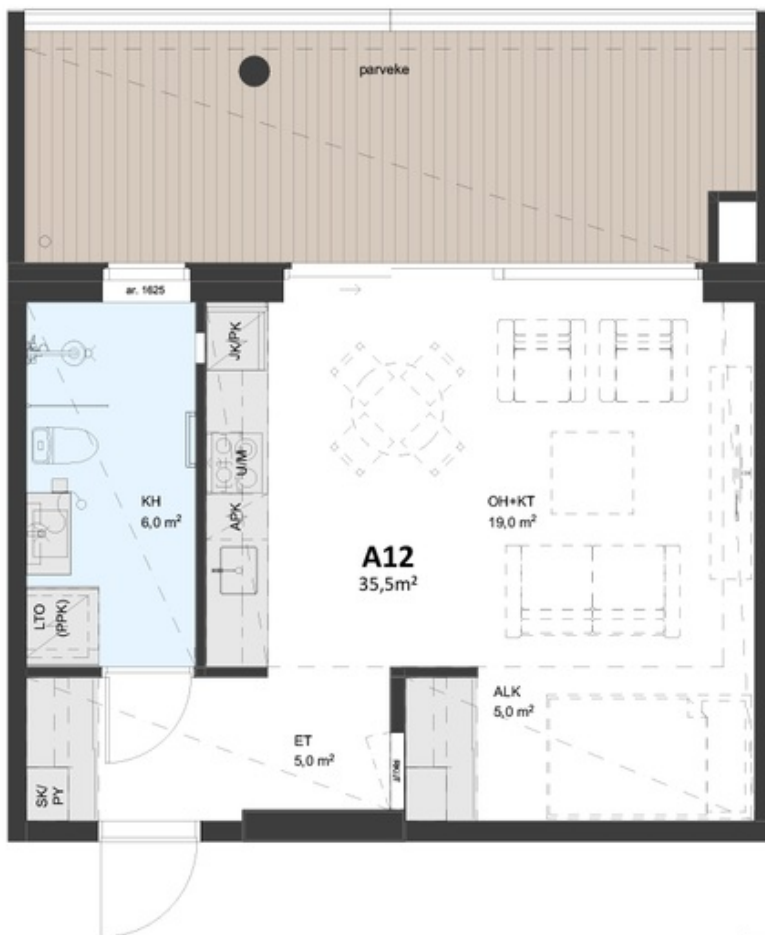 parveke
ar. 1625
JK/PK
U/M
KH
6,0 m²
OH+KT
19,0 m²
APK
A12
35,5m²
LTO
(PPK)
ALK
5,0 m²
ET
5,0 m²
SK/
PY